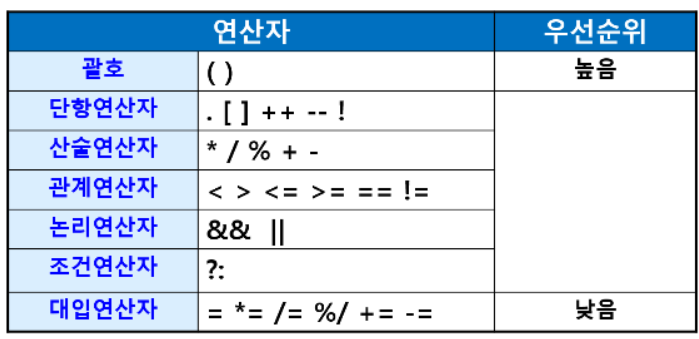 연산자 우선순위
괄호 ( ) 높음
단항연산자 . [ ] ++ -- !
산술연산자 * / % + -
관계연산자 < > <= >= == !=
논리연산자 && ||
조건연산자 ?:
대입연산자 = *= /= %/ += -= 낮음